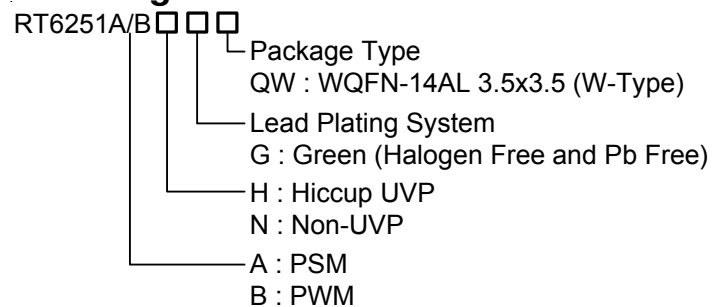 RT6251A/B
Package Type
QW : WQFN-14AL 3.5x3.5 (W-Type)
Lead Plating System
G : Green (Halogen Free and Pb Free)
H : Hiccup UVP
N : Non-UVP
A : PSM
B : PWM